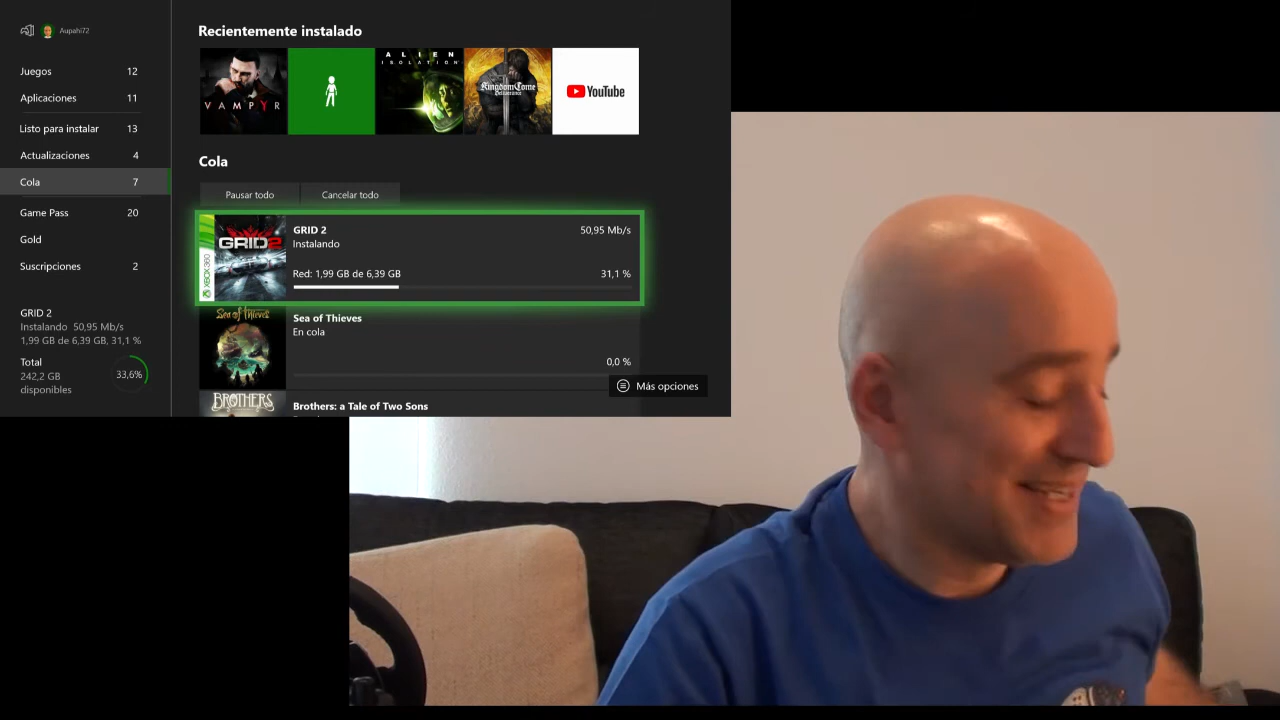 Aupahi72
Juegos 12
Aplicaciones 11
Listo para instalar 13
Actualizaciones 4
Cola 7
Game Pass 20
Gold
Suscripciones 2
GRID 2
Instalando 50,95 Mb/s
1,99 GB de 6,39 GB, 31,1 %
Total
242,2 GB
disponibles
33,6%
Recientemente instalado
VAMPYR
ALIEN
ISOLATION
KingdomCome
Deliverance
YouTube
Cola
Pausar todo Cancelar todo
GRID2
XBOX 360
GRID 2 50,95 Mb/s
Instalando
Red: 1,99 GB de 6,39 GB 31,1 %
Sea of Thieves
Sea of Thieves
En cola
0,0 %
Más opciones
BROTHERS
Brothers: a Tale of Two Sons